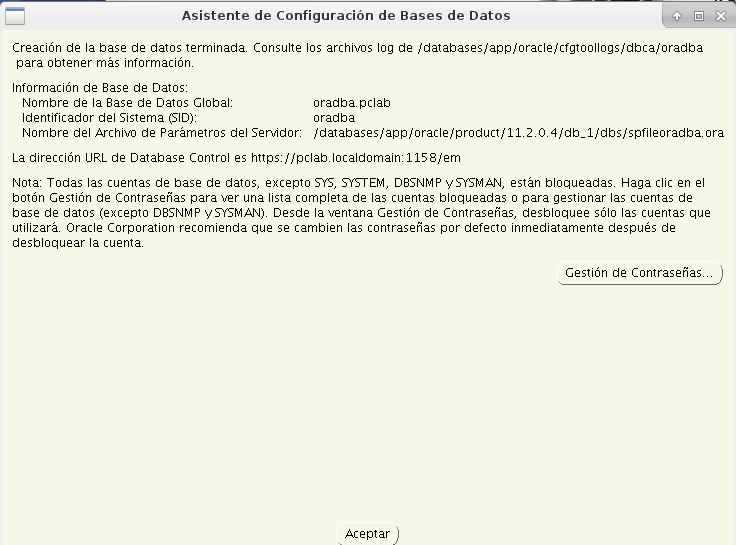 Asistente de Configuración de Bases de Datos
Creación de la base de datos terminada. Consulte los archivos log de /databases/app/oracle/cfgtoollogs/dbca/oradba
para obtener más información.
Información de Base de Datos:
Nombre de la Base de Datos Global: oradba.pclab
Identificador del Sistema (SID): oradba
Nombre del Archivo de Parámetros del Servidor: /databases/app/oracle/product/11.2.0.4/db_1/dbs/spfileoradba.ora
La dirección URL de Database Control es https://pclab.localdomain:1158/em
Nota: Todas las cuentas de base de datos, excepto SYS, SYSTEM, DBSNMP y SYSMAN, están bloqueadas. Haga clic en el
botón Gestión de Contraseñas para ver una lista completa de las cuentas bloqueadas o para gestionar las cuentas de
base de datos (excepto DBSNMP y SYSMAN). Desde la ventana Gestión de Contraseñas, desbloquee sólo las cuentas que
utilizará. Oracle Corporation recomienda que se cambien las contraseñas por defecto inmediatamente después de
desbloquear la cuenta.
Gestión de Contraseñas...
Aceptar